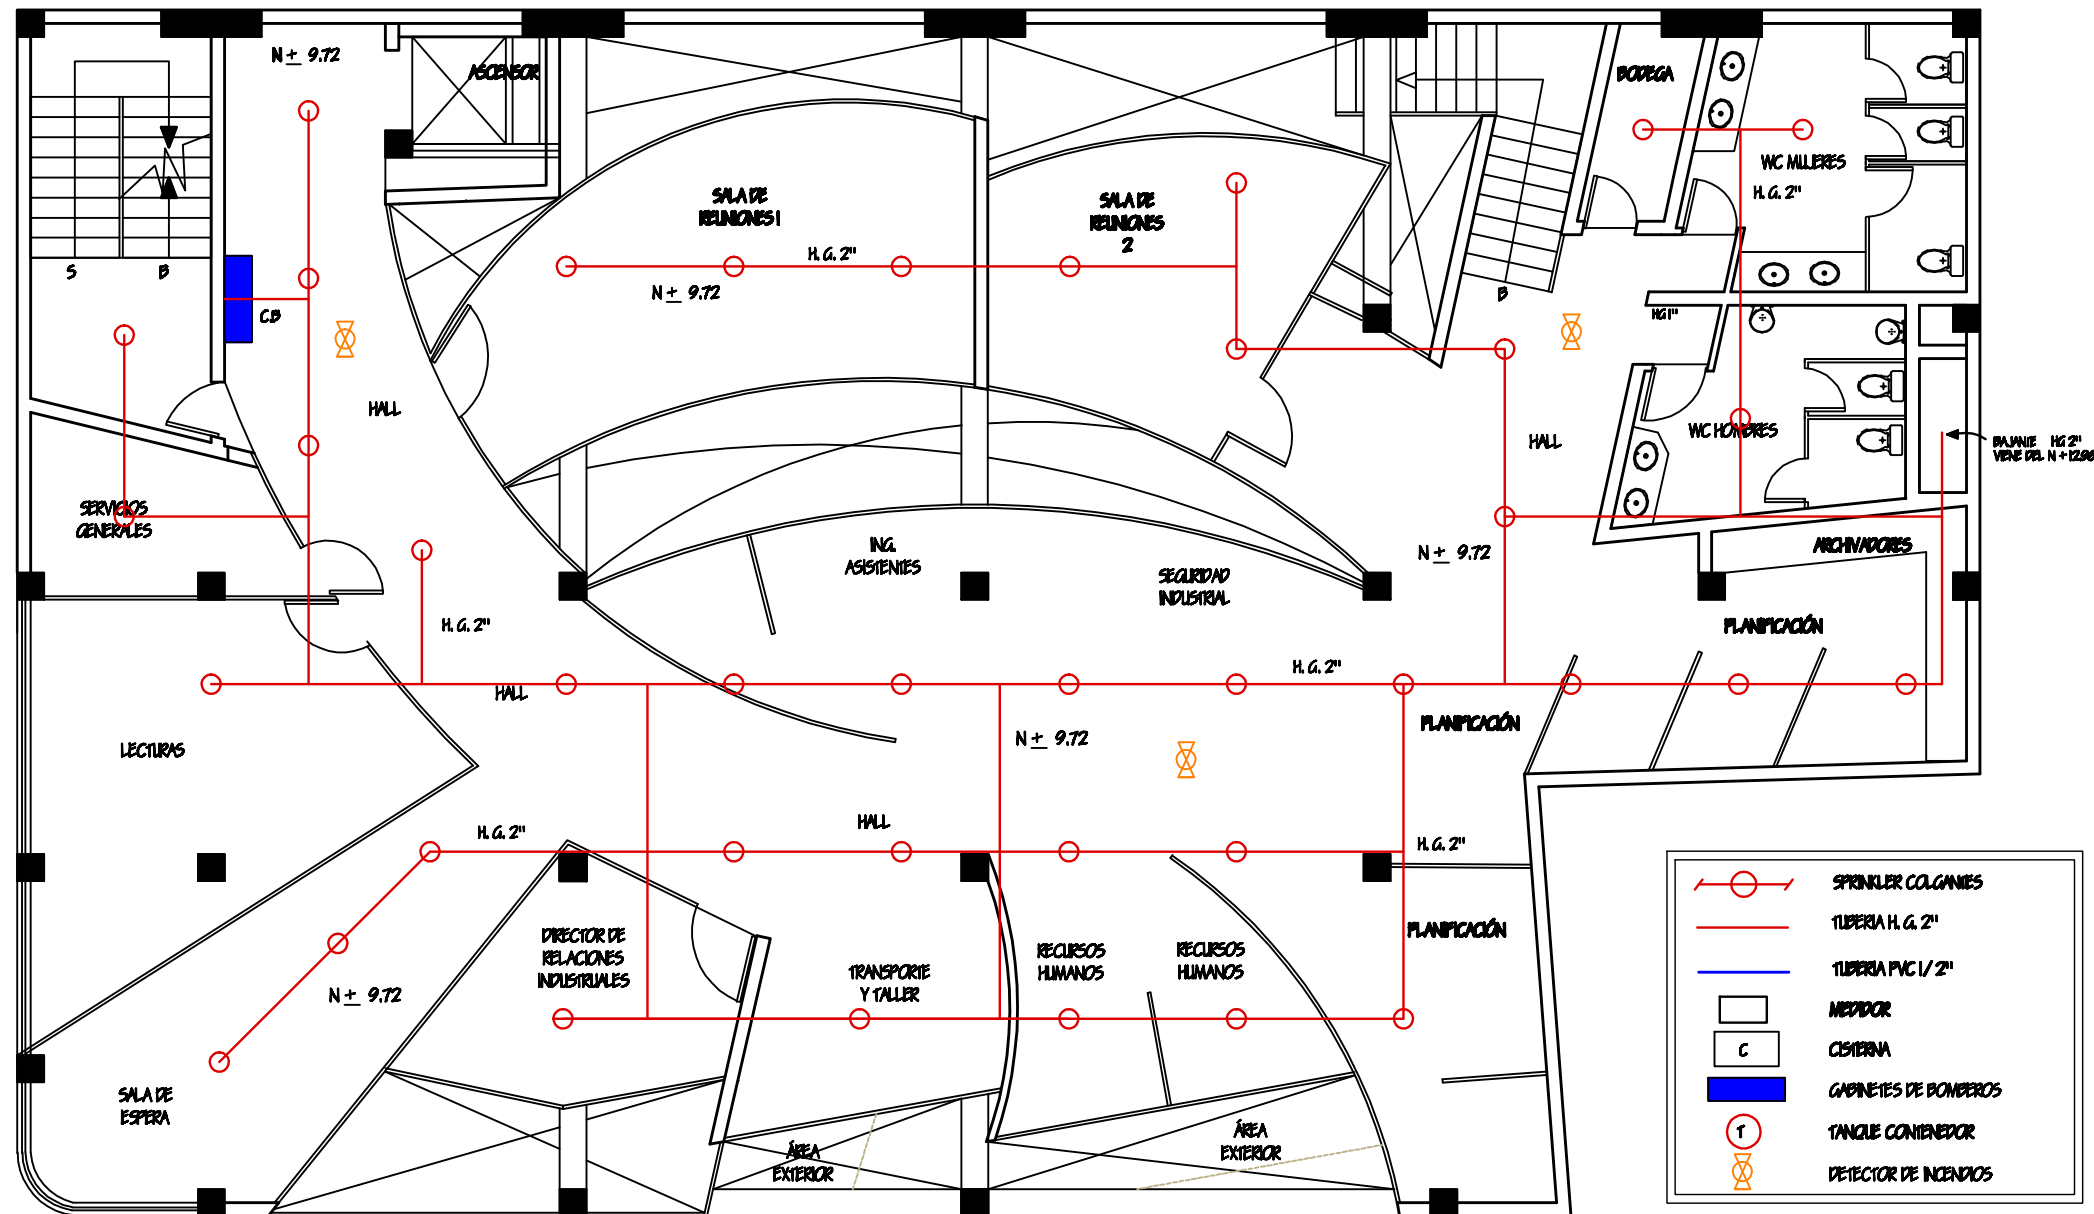 N ± 9.72
ASCENSOR
BODEGA
WC MUJERES
H. G. 2"
SALA DE
REUNIONES 1
SALA DE
REUNIONES
2
H. G. 2"
N ± 9.72
S
B
C.B
B
HG 1"
HALL
HALL
WC HOMBRES
BAJANTE HG 2"
VIENE DEL N + 12.96
SERVICIOS
GENERALES
ING.
ASISTENTES
SEGURIDAD
INDUSTRIAL
N ± 9.72
ARCHIVADORES
H. G. 2"
PLANIFICACIÓN
H. G. 2"
HALL
LECTURAS
N ± 9.72
PLANIFICACIÓN
H. G. 2"
HALL
H. G. 2"
DIRECTOR DE
RELACIONES
INDUSTRIALES
TRANSPORTE
Y TALLER
RECURSOS
HUMANOS
RECURSOS
HUMANOS
PLANIFICACIÓN
N ± 9.72
SALA DE
ESPERA
ÁREA
EXTERIOR
ÁREA
EXTERIOR
SPRINKLER COLGANTES
TUBERIA H. G. 2"
TUBERIA PVC 1/ 2"
MEDIDOR
C CISTERNA
GABINETES DE BOMBEROS
T TANQUE CONTENEDOR
DETECTOR DE INCENDIOS